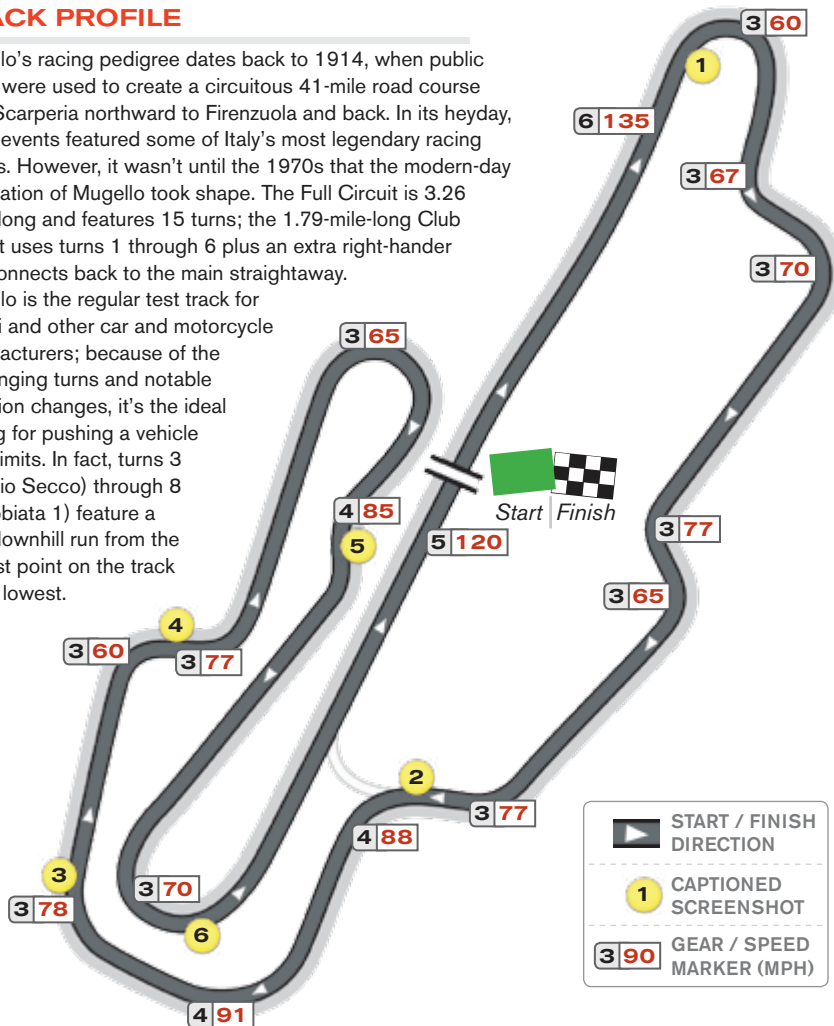 ACK PROFILE
lo's racing pedigree dates back to 1914, when public
were used to create a circuitous 41-mile road course
Scarperia northward to Firenzuola and back. In its heyday,
events featured some of Italy's most legendary racing
s. However, it wasn't until the 1970s that the modern-day
ation of Mugello took shape. The Full Circuit is 3.26
long and features 15 turns; the 1.79-mile-long Club
t uses turns 1 through 6 plus an extra right-hander
onnects back to the main straightaway.
lo is the regular test track for
i and other car and motorcycle
acturers; because of the
nging turns and notable
ion changes, it's the ideal
g for pushing a vehicle
imits. In fact, turns 3
io Secco) through 8
bbiata 1) feature a
downhill run from the
st point on the track
lowest.
3 60
1
6 135
3 67
3 70
3 65
4 85
5
Start | Finish
5 120
3 77
3 65
4
3 60
3 77
2
3 77
4 88
3
3 78
3 70
6
4 91
START / FINISH
DIRECTION
1 CAPTIONED
SCREENSHOT
3 90 GEAR / SPEED
MARKER (MPH)